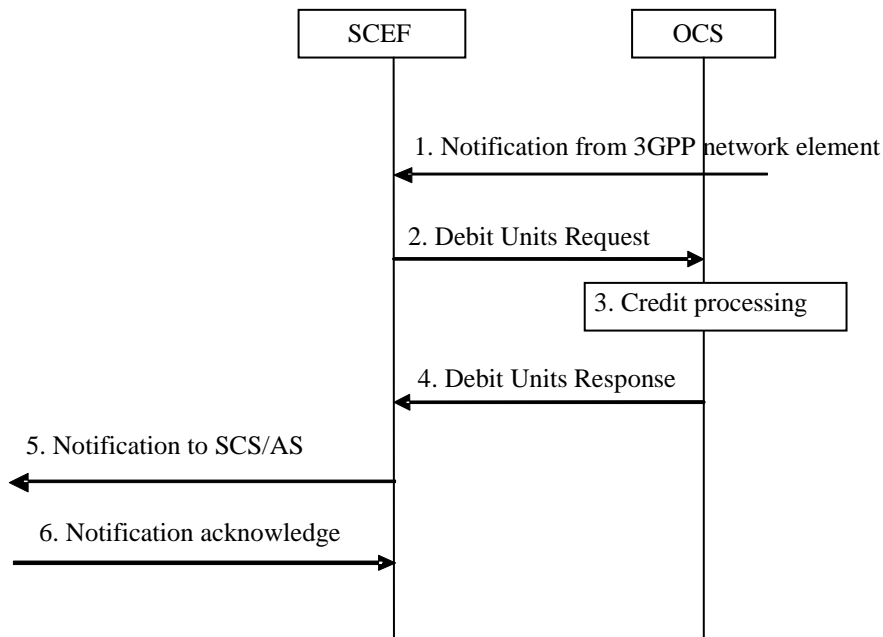 SCEF
OCS
1. Notification from 3GPP network element
2. Debit Units Request
3. Credit processing
4. Debit Units Response
5. Notification to SCS/AS
6. Notification acknowledge